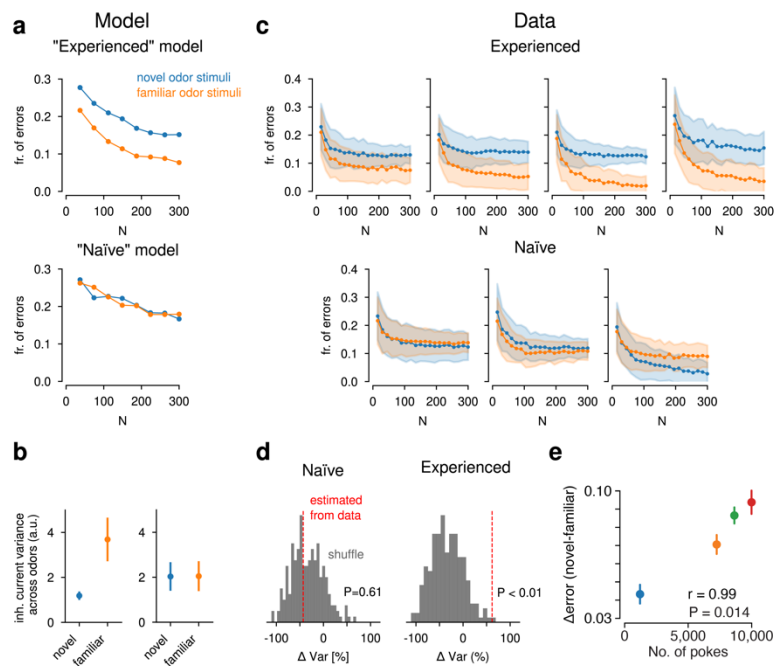 a
Model
"Experienced" model
novel odor stimuli
familiar odor stimuli
fr. of errors
0.3
0.2
0.1
0.0
0
100
200
300
N
"Naïve" model
fr. of errors
0.3
0.2
0.1
0.0
0
100
200
300
N
c
Data
Experienced
fr. of errors
0.4
0.3
0.2
0.1
0.0
0 100 200 300
0 100 200 300
0 100 200 300
0 100 200 300
N
N
N
N
Naïve
fr. of errors
0.4
0.3
0.2
0.1
0.0
0 100 200 300
0 100 200 300
0 100 200 300
N
N
N
b
inh. current variance
across odors (a.u.)
4
2
0
novel
familiar
4
2
0
novel
familiar
d
Naïve
estimated
from data
shuffle
P=0.61
-100
0
100
Δ Var [%]
Experienced
P < 0.01
-100
0
100
Δ Var (%)
e
Δerror (novel-familiar)
0.10
0.03
r = 0.99
P = 0.014
0
5,000
10,000
No. of pokes